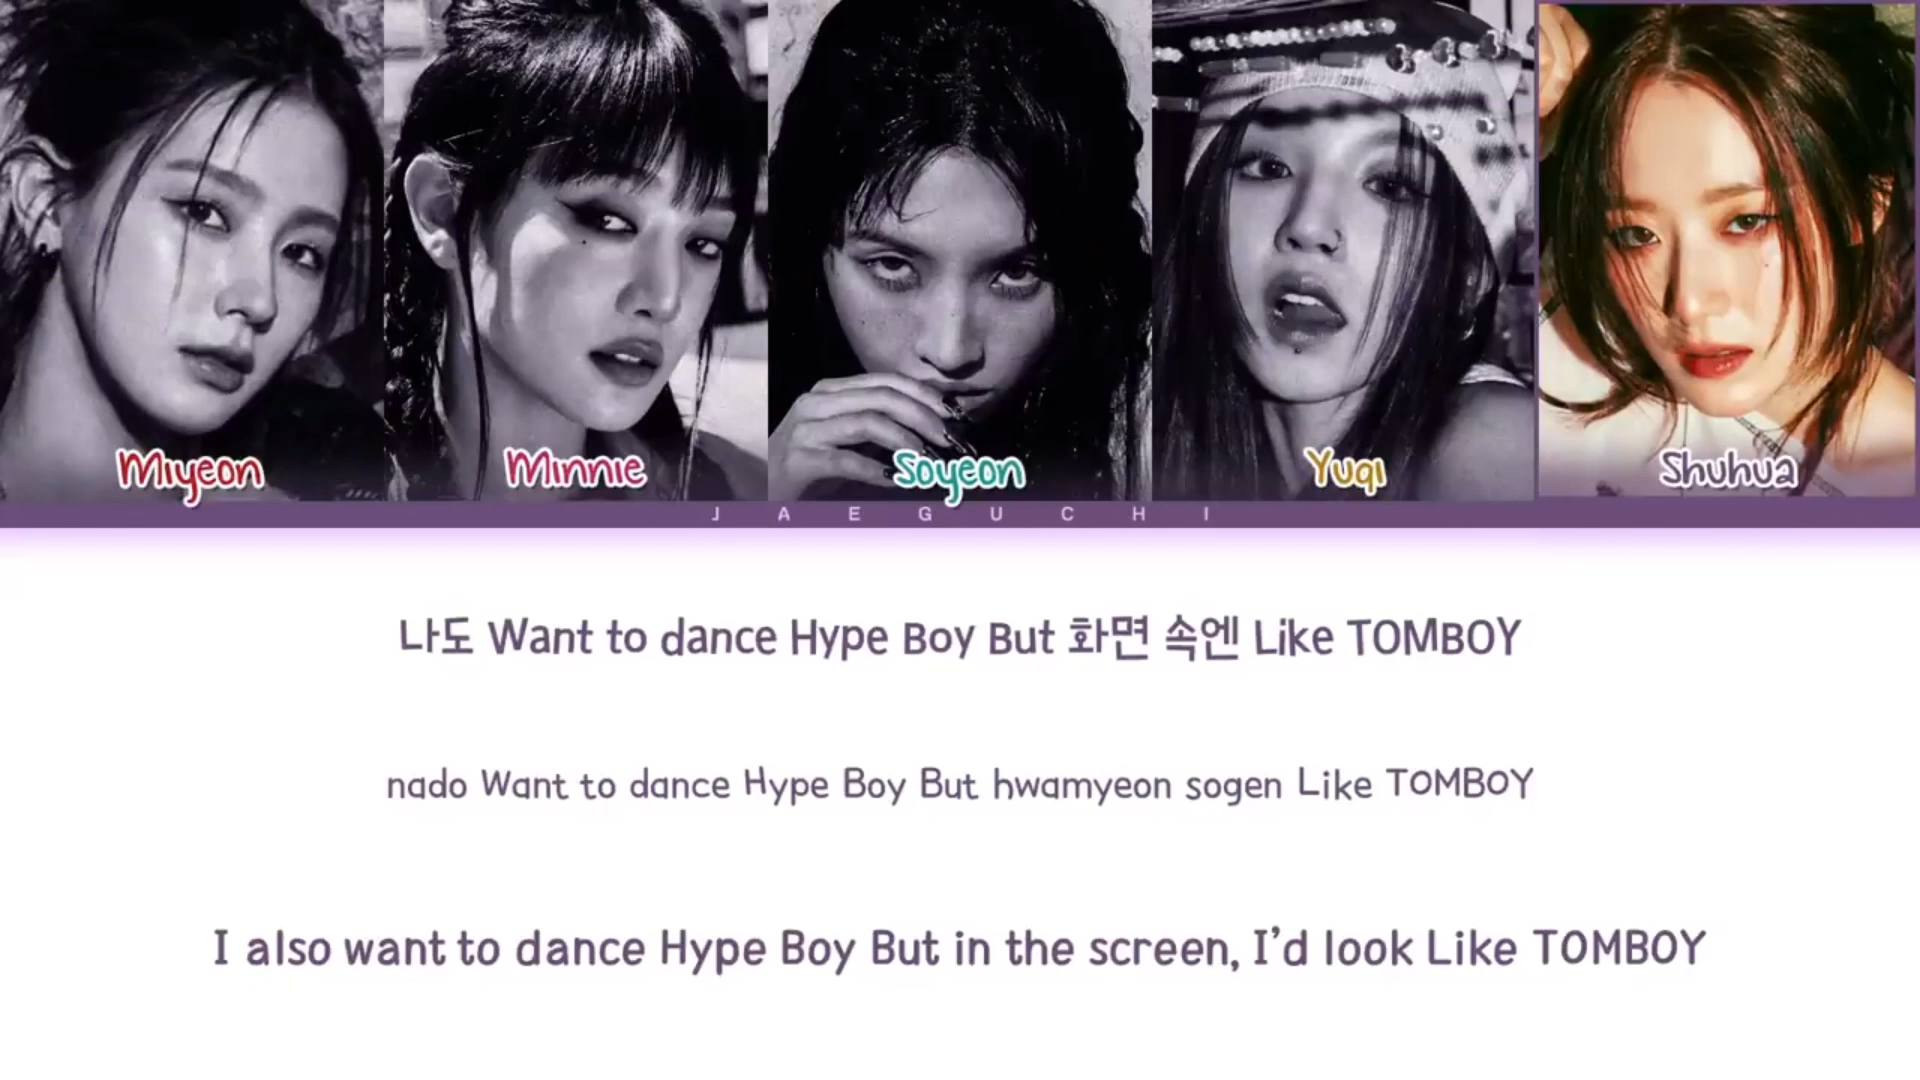 Miyeon
Minnie
Soyeon
Yuqi
Shuhua
JAEGUCHI
나도 Want to dance Hype Boy But 화면 속엔 Like TOMBOY
nado Want to dance Hype Boy But hwamyeon sogen Like TOMBOY
I also want to dance Hype Boy But in the screen, I'd look Like TOMBOY